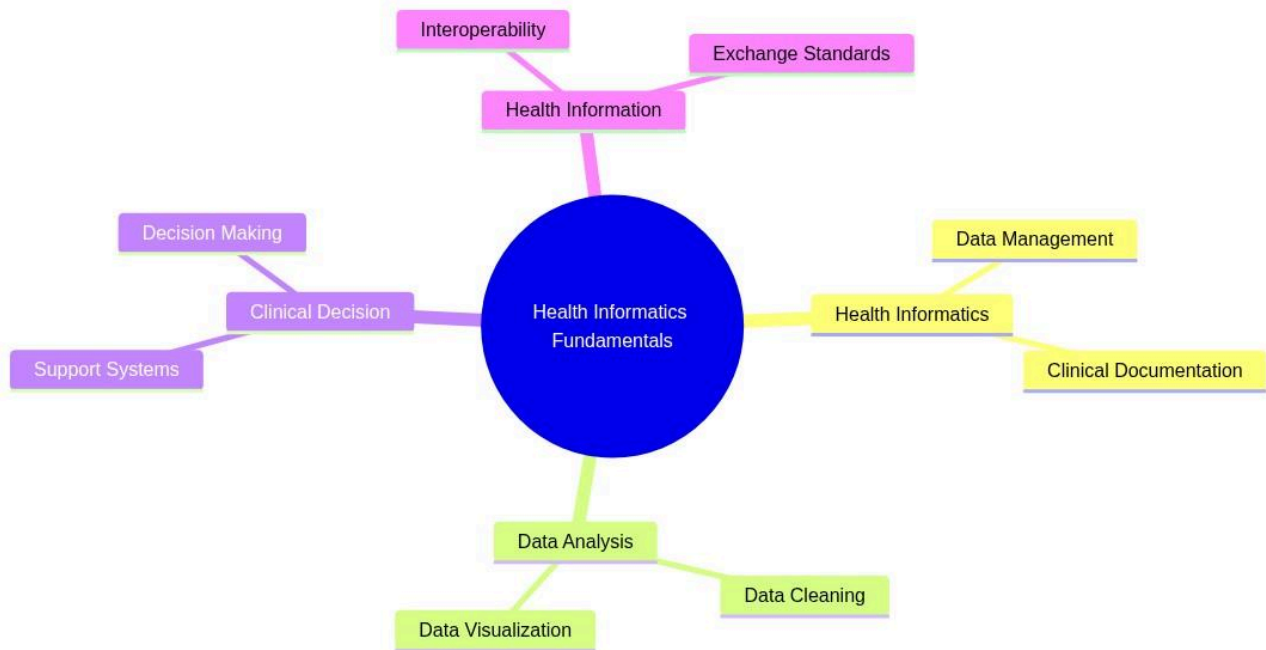 Interoperability
Exchange Standards
Health Information
Decision Making
Data Management
Clinical Decision
Health Informatics
Fundamentals
Health Informatics
Support Systems
Clinical Documentation
Data Analysis
Data Cleaning
Data Visualization